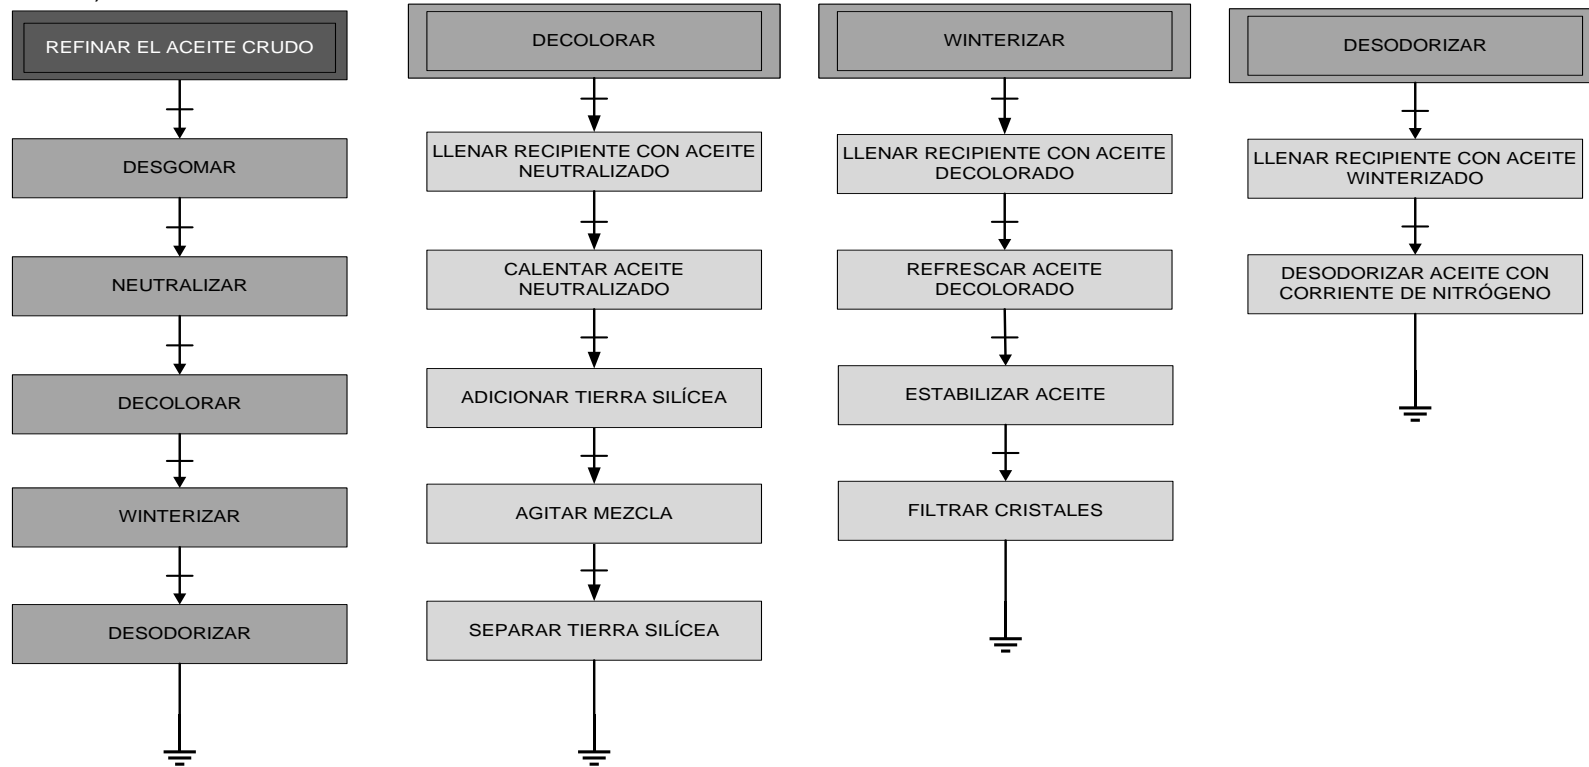 REFINAR EL ACEITE CRUDO
DESGOMAR
NEUTRALIZAR
DECOLORAR
WINTERIZAR
DESODORIZAR
DECOLORAR
LLENAR RECIPIENTE CON ACEITE
NEUTRALIZADO
CALENTAR ACEITE
NEUTRALIZADO
ADICIONAR TIERRA SILÍCEA
AGITAR MEZCLA
SEPARAR TIERRA SILÍCEA
WINTERIZAR
LLENAR RECIPIENTE CON ACEITE
DECOLORADO
REFRESCAR ACEITE
DECOLORADO
ESTABILIZAR ACEITE
FILTRAR CRISTALES
DESODORIZAR
LLENAR RECIPIENTE CON ACEITE
WINTERIZADO
DESODORIZAR ACEITE CON
CORRIENTE DE NITRÓGENO